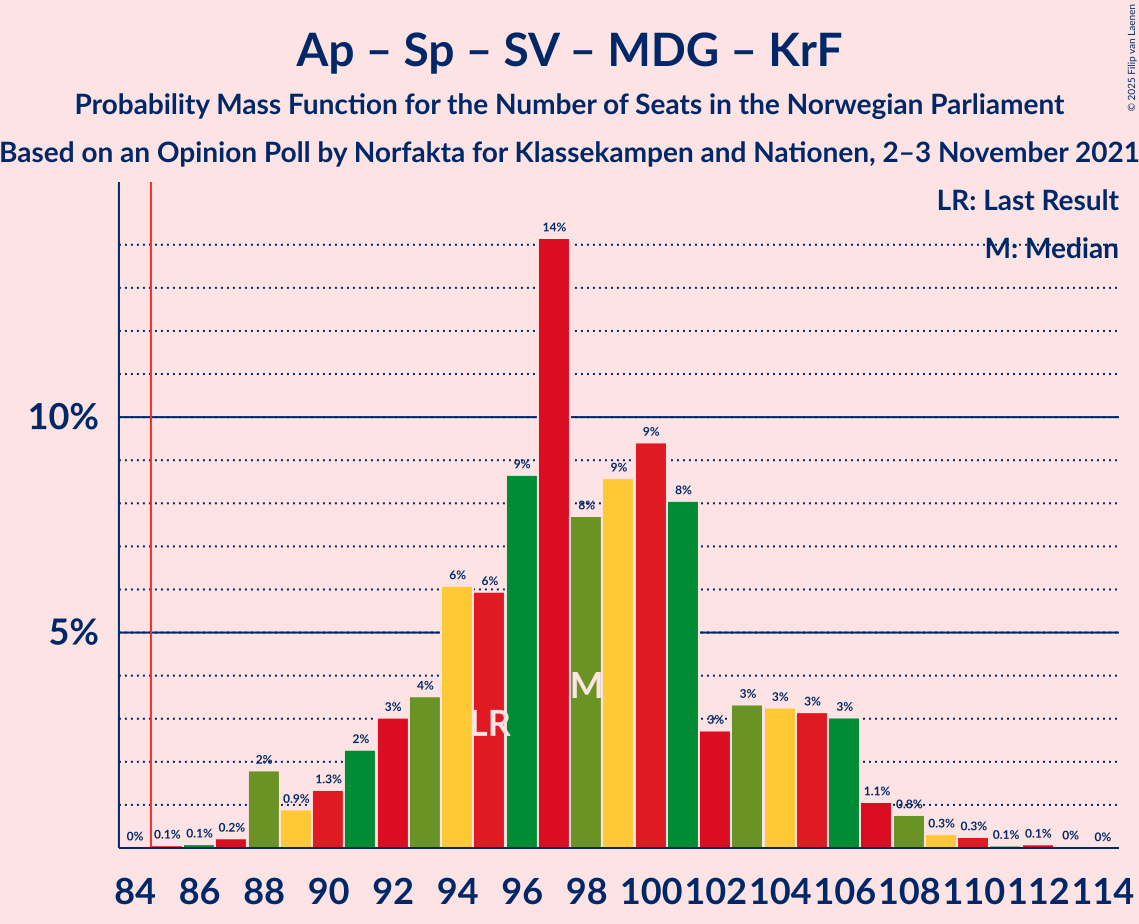 Ap – Sp – SV – MDG – KrF
Probability Mass Function for the Number of Seats in the Norwegian Parliament
Based on an Opinion Poll by Norfakta for Klassekampen and Nationen, 2–3 November 2021
© 2025 Filip van Laenen
LR: Last Result
M: Median
10%
5%
0% 0.1% 0.1% 0.2% 2% 0.9% 1.3% 2% 3% 4% 6% 6% 9% 14% 8% 9% 9% 8% 3% 3% 3% 3% 3% 1.1% 0.8% 0.3% 0.3% 0.1% 0.1% 0% 0%
LR
M
84 86 88 90 92 94 96 98 100 102 104 106 108 110 112 114